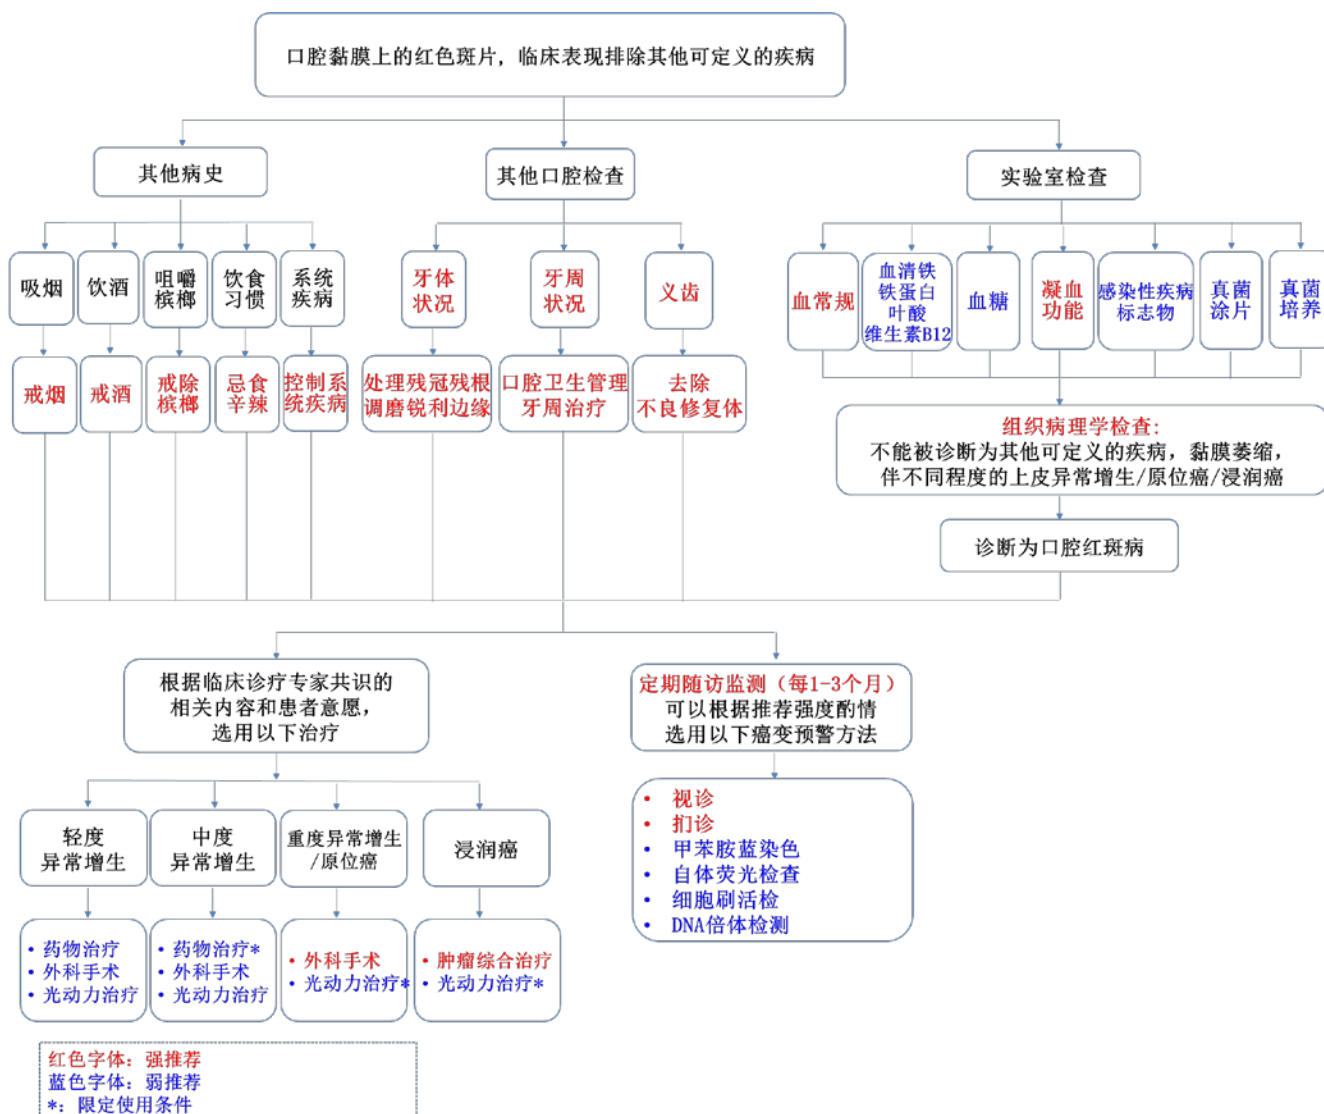 口腔黏膜上的红色斑片，临床表现排除其他可定义的疾病
其他病史
其他口腔检查
实验室检查
吸烟
饮酒
咀嚼
槟榔
饮食
习惯
系统
疾病
牙体
状况
牙周
状况
义齿
血常规
血清铁
铁蛋白
叶酸
维生素B12
血糖
凝血
功能
感染性疾病
标志物
真菌
涂片
真菌
培养
戒烟
戒酒
戒除
槟榔
忌食
辛辣
控制系
统疾病
处理残冠残根
调磨锐利边缘
口腔卫生管理
牙周治疗
去除
不良修复体
组织病理学检查：
不能被诊断为其他可定义的疾病，黏膜萎缩，
伴不同程度的上皮异常增生/原位癌/浸润癌
诊断为口腔红斑病
根据临床诊疗专家共识的
相关内容和患者意愿，
选用以下治疗
定期随访监测（每1-3个月）
可以根据推荐强度酌情
选用以下癌变预警方法
轻度
异常增生
中度
异常增生
重度异常增生
/原位癌
浸润癌
• 视诊
• 扪诊
• 甲苯胺蓝染色
• 自体荧光检查
• 细胞刷活检
• DNA倍体检测
• 药物治疗
• 外科手术
• 光动力治疗
• 药物治疗*
• 外科手术
• 光动力治疗
• 外科手术
• 光动力治疗*
• 肿瘤综合治疗
• 光动力治疗*
红色字体：强推荐
蓝色字体：弱推荐
*：限定使用条件